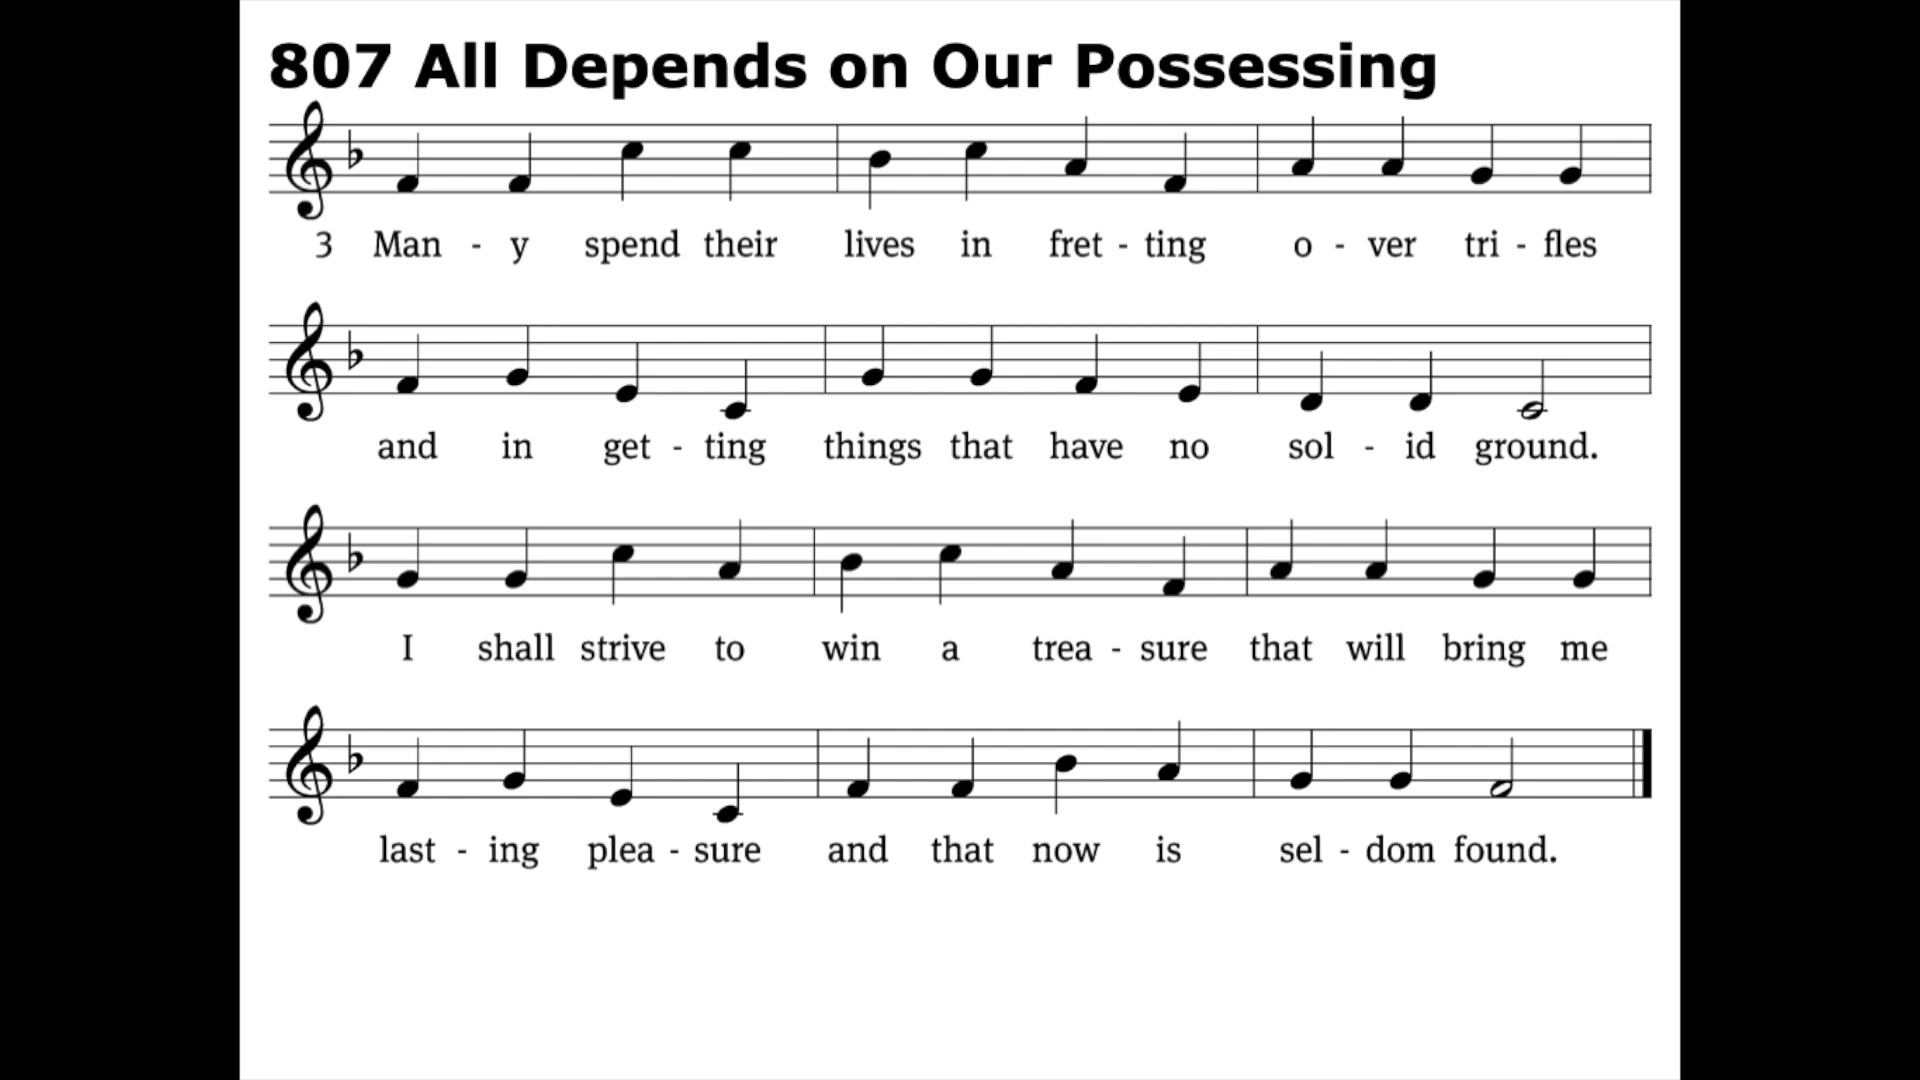 807 All Depends on Our Possessing
3 Man - y spend their lives in fret - ting o - ver tri - fles
and in get - ting things that have no sol - id ground.
I shall strive to win a trea - sure that will bring me
last - ing plea - sure and that now is sel - dom found.